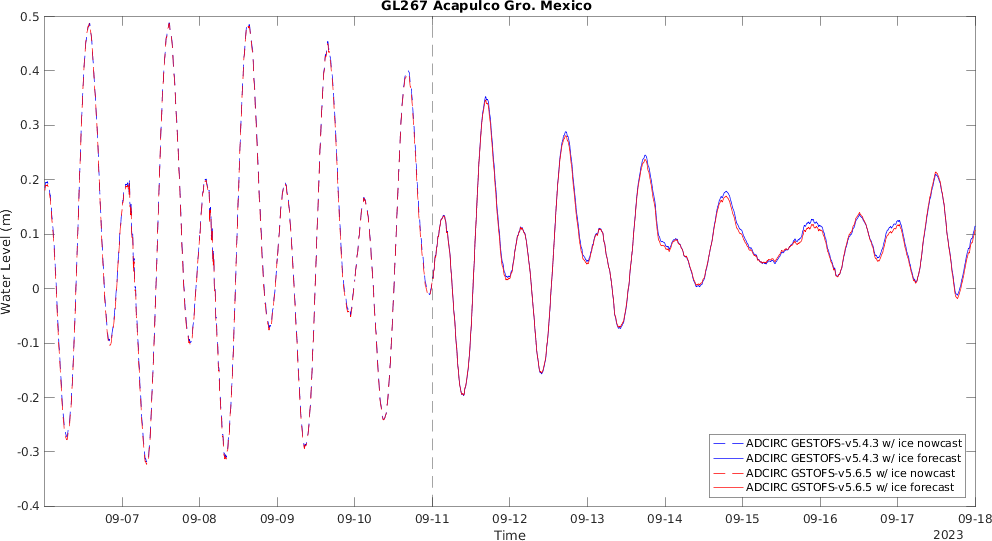 GL267 Acapulco Gro. Mexico
0.5
0.4
0.3
0.2
0.1
0
-0.1
-0.2
-0.3
-0.4
Water Level (m)
ADCIRC GESTOFS-v5.4.3 w/ ice nowcast
ADCIRC GESTOFS-v5.4.3 w/ ice forecast
ADCIRC GSTOFS-v5.6.5 w/ ice nowcast
ADCIRC GSTOFS-v5.6.5 w/ ice forecast
09-07 09-08 09-09 09-10 09-11 09-12 09-13 09-14 09-15 09-16 09-17 09-18
Time
2023